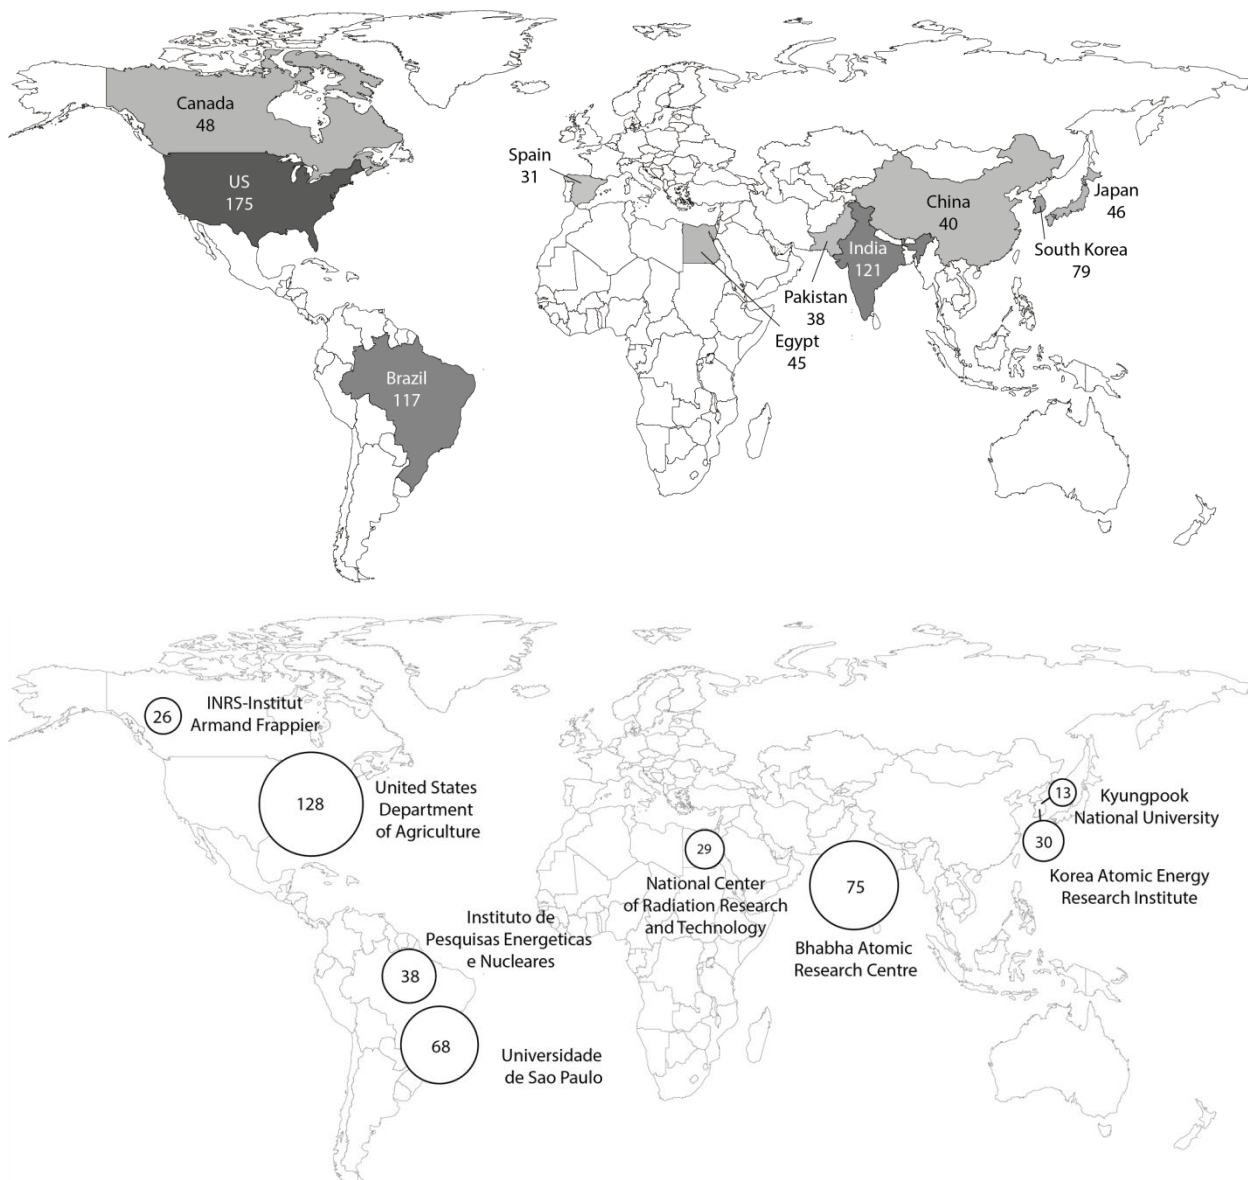 Canada
48
US
175
Brazil
117
Spain
31
Egypt
45
Pakistan
38
India
121
China
40
Japan
46
South Korea
79
26
INRS-Institut
Armand Frappier
128
United States
Department
of Agriculture
Instituto de
Pesquisas Energeticas
e Nucleares
38
68
Universidade
de Sao Paulo
29
National Center
of Radiation Research
and Technology
75
Bhabha Atomic
Research Centre
13
Kyungpook
National University
30
Korea Atomic Energy
Research Institute